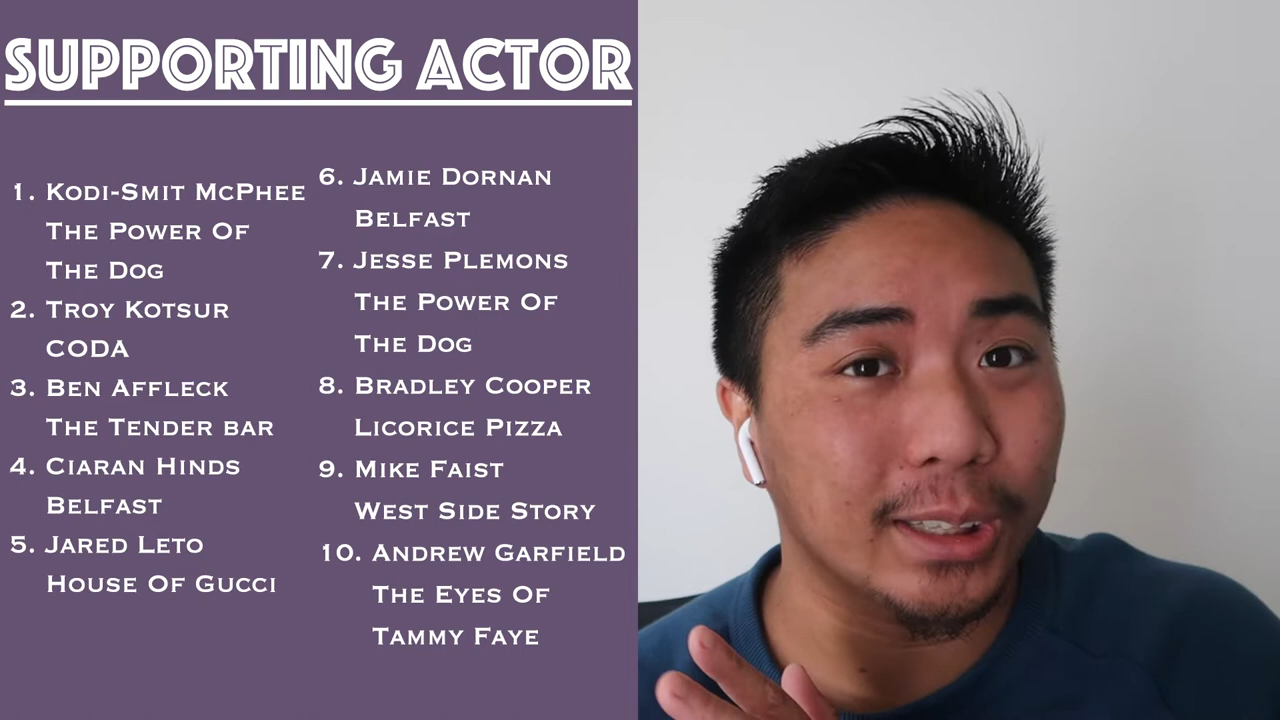 SUPPORTING ACTOR
1. KODI-SMIT MCPHEE
THE POWER OF
THE DOG
2. TROY KOTSUR
CODA
3. BEN AFFLECK
THE TENDER BAR
4. CIARAN HINDS
BELFAST
5. JARED LETO
HOUSE OF GUCCI
6. JAMIE DORNAN
BELFAST
7. JESSE PLEMONS
THE POWER OF
THE DOG
8. BRADLEY COOPER
LICORICE PIZZA
9. MIKE FAIST
WEST SIDE STORY
10. ANDREW GARFIELD
THE EYES OF
TAMMY FAYE